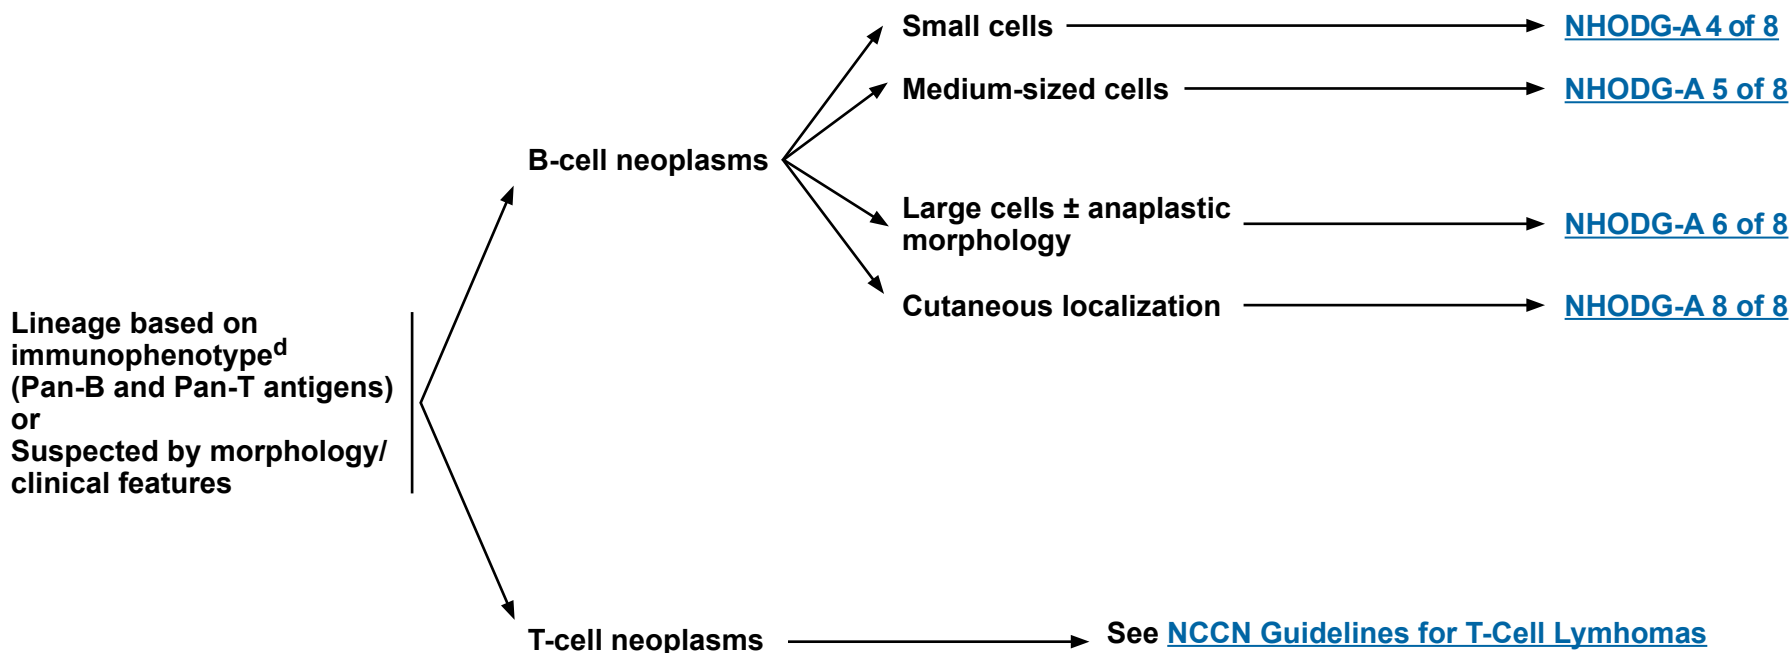 Small cells
NHODG-A 4 of 8
Medium-sized cells
NHODG-A 5 of 8
B-cell neoplasms
Large cells ± anaplastic
morphology
NHODG-A 6 of 8
Cutaneous localization
NHODG-A 8 of 8
Lineage based on
immunophenotypeᵈ
(Pan-B and Pan-T antigens)
or
Suspected by morphology/
clinical features
T-cell neoplasms
See NCCN Guidelines for T-Cell Lymhomas